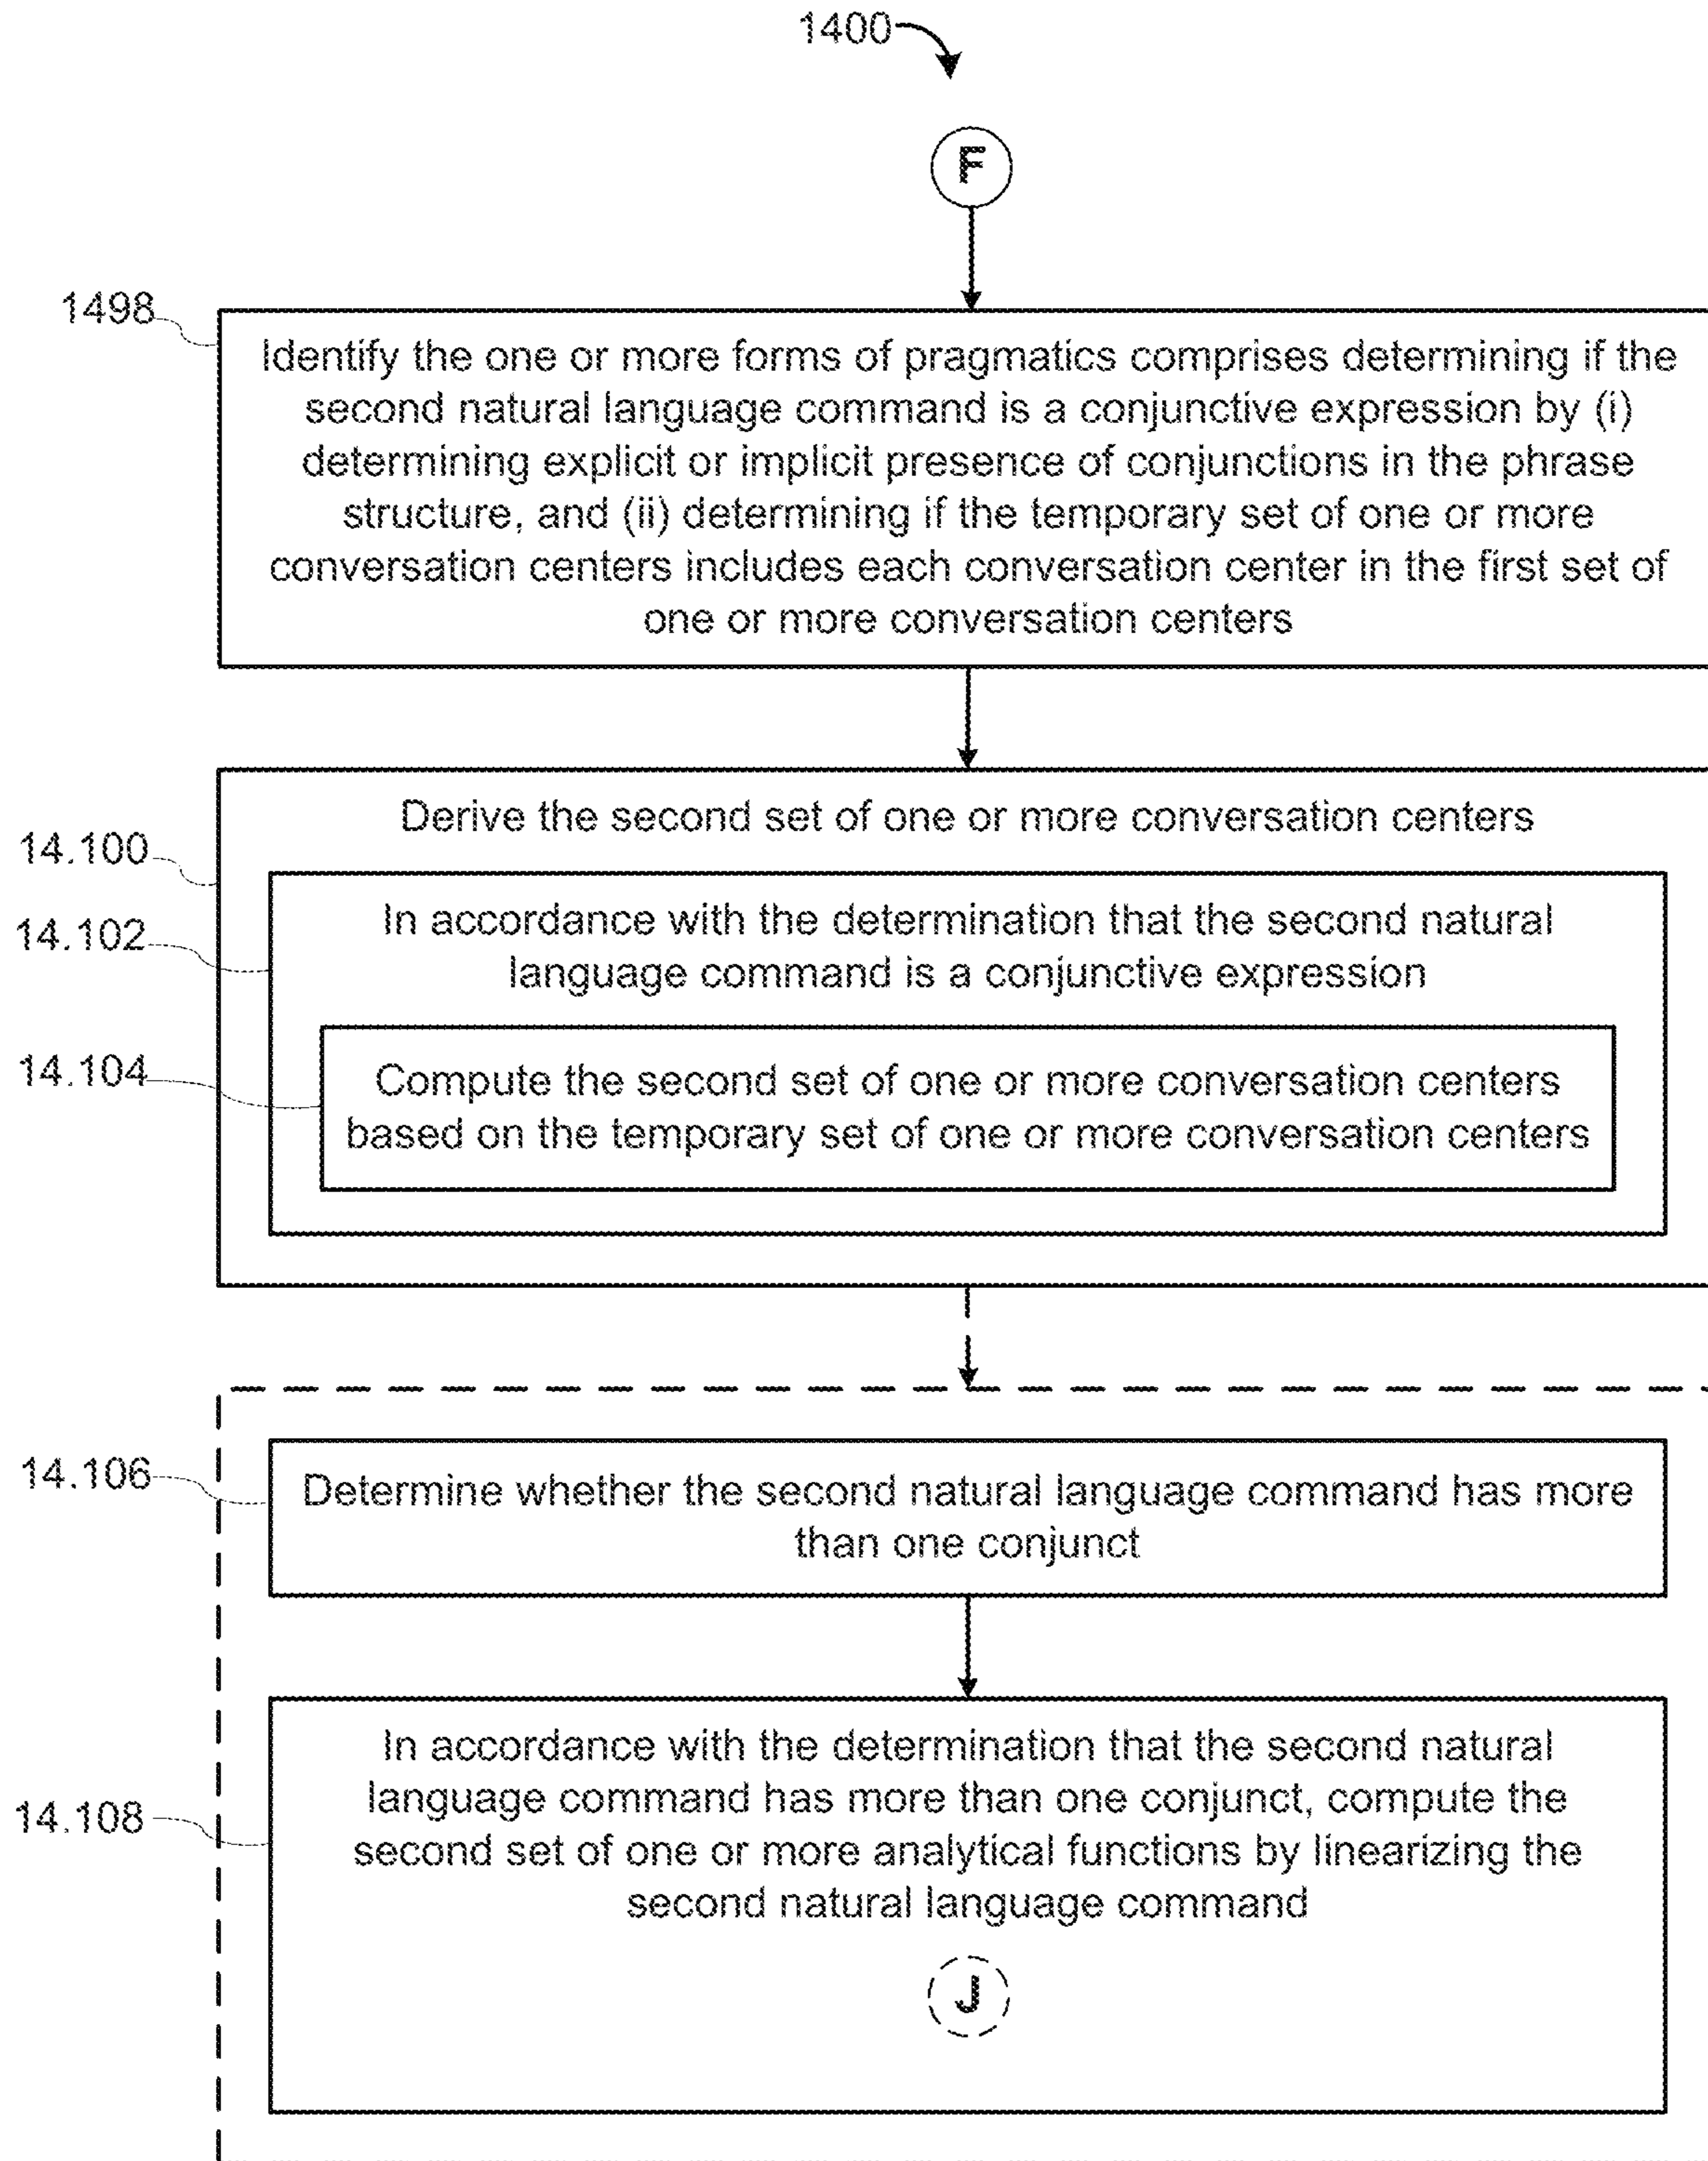 1400
F
1498
Identify the one or more forms of pragmatics comprises determining if the
second natural language command is a conjunctive expression by (i)
determining explicit or implicit presence of conjunctions in the phrase
structure, and (ii) determining if the temporary set of one or more
conversation centers includes each conversation center in the first set of
one or more conversation centers
Derive the second set of one or more conversation centers
14.100
In accordance with the determination that the second natural
14.102
language command is a conjunctive expression
14.104
Compute the second set of one or more conversation centers
based on the temporary set of one or more conversation centers
14.106
Determine whether the second natural language command has more
than one conjunct
In accordance with the determination that the second natural
language command has more than one conjunct, compute the
14.108
second set of one or more analytical functions by linearizing the
second natural language command
J